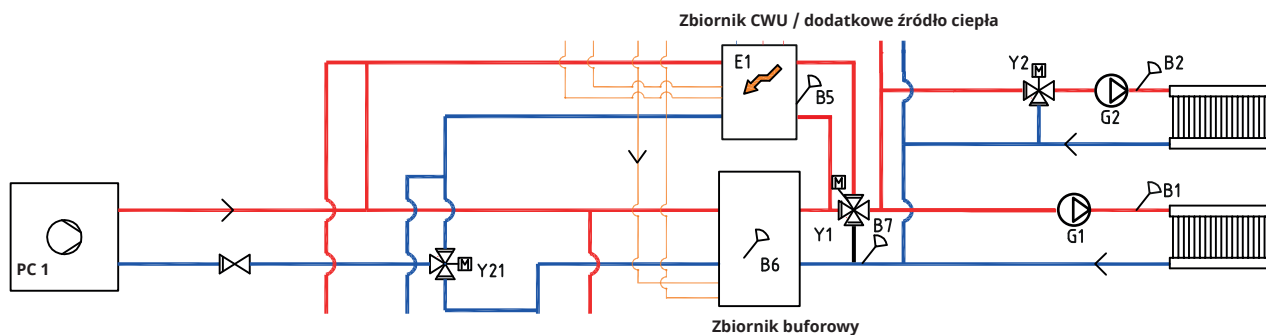 Zbiornik CWU / dodatkowe źródło ciepła
E1
B5
Y2
M
B2
G2
PC 1
M
Y21
B6
M
Y1
B7
G1
B1
Zbiornik buforowy